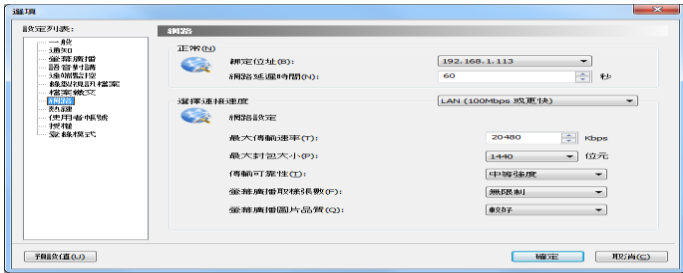 選項
設定列表:
一般
通知
螢幕廣播
語音對講
遠端監控
錄製視訊檔案
檔案繳交
網路
熱鍵
使用者帳號
授權
登錄模式
網路
正常(N)
綁定位址(B):
192.168.1.113
網路延遲時間(N):
60
秒
選擇連接速度
LAN (100Mbps 或更快)
網路設定
最大傳輸速率(T):
20480
Kbps
最大封包大小(P):
1440
位元
傳輸可靠性(I):
中等強度
螢幕廣播取樣張數(F):
無限制
螢幕廣播圖片品質(Q):
較好
預設值(U)
確定
取消(C)